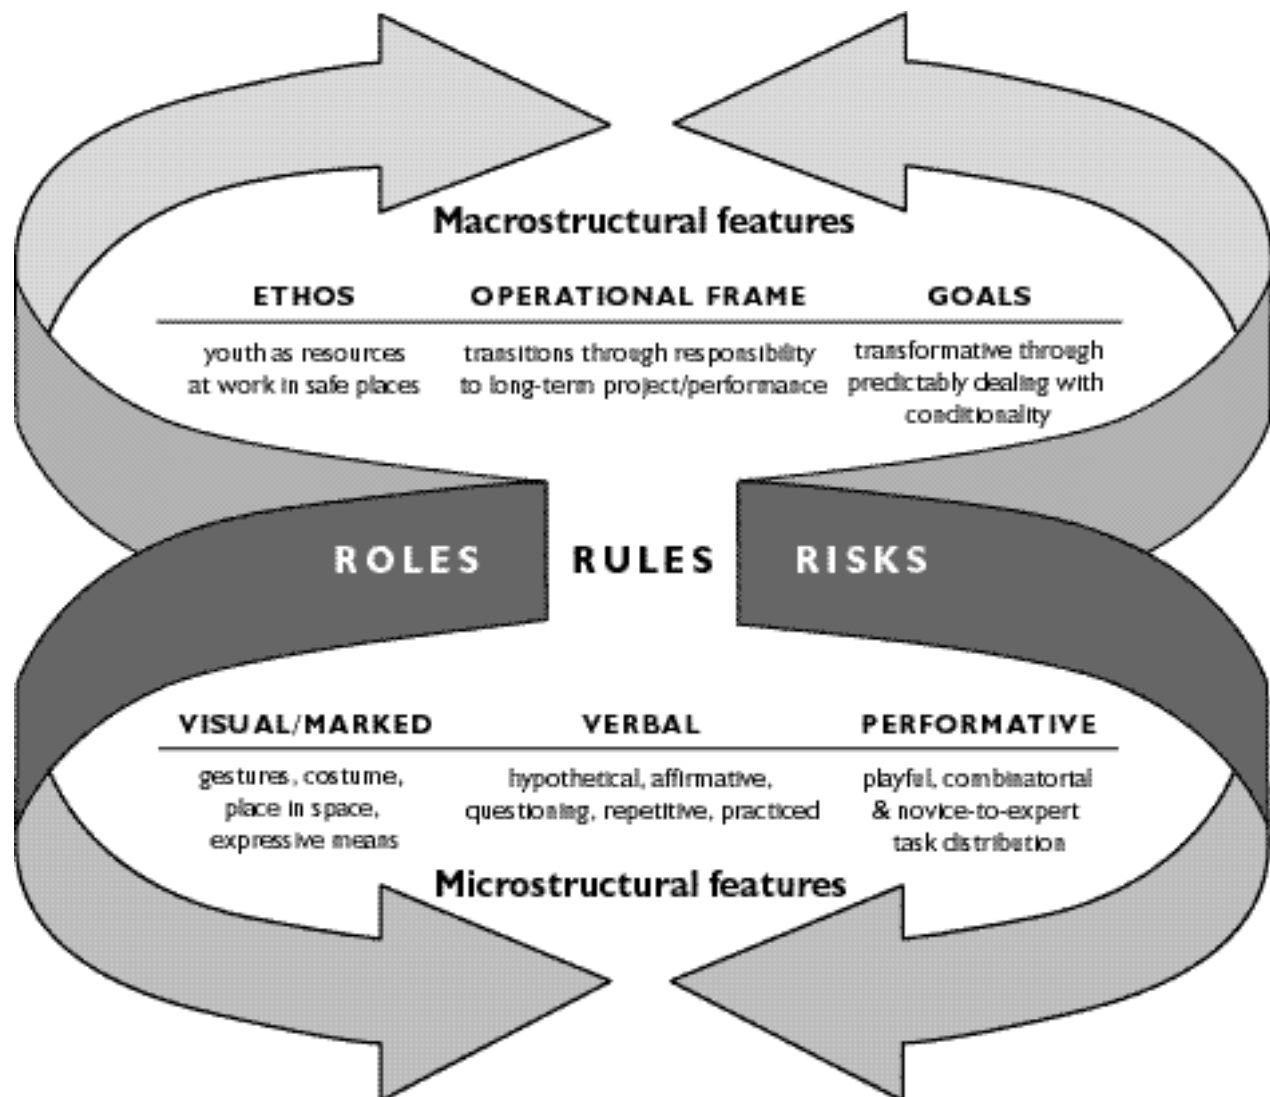 Macrostructural features
ETHOS OPERATIONAL FRAME GOALS
youth as resources
at work in safe places
transitions through responsibility
to long-term project/performance
transformative through
predictably dealing with
conditionality
ROLES RULES RISKS
VISUAL/MARKED VERBAL PERFORMATIVE
gestures, costume,
place in space,
expressive means
hypothetical, affirmative,
questioning, repetitive, practiced
playful, combinatorial
& novice-to-expert
task distribution
Microstructural features